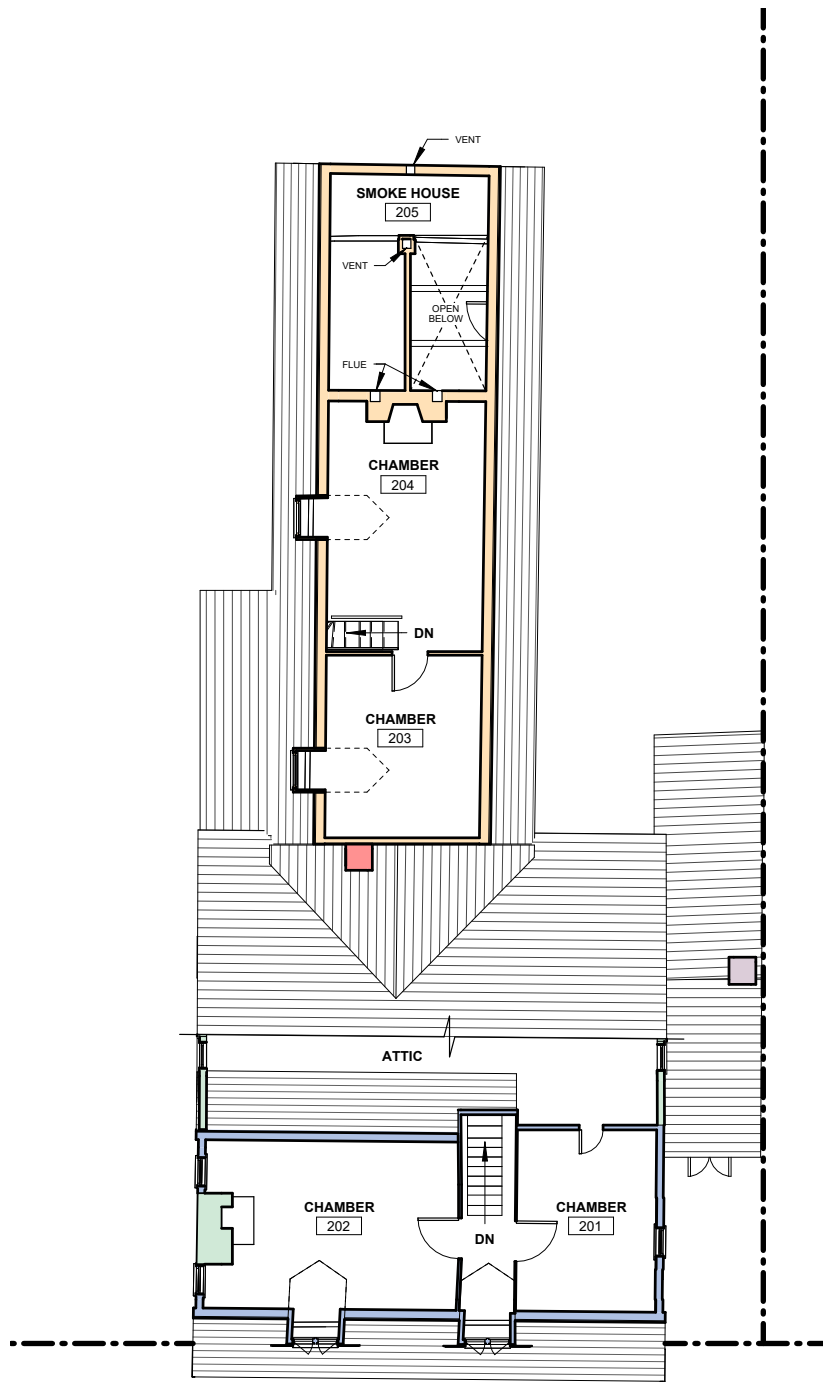 VENT
SMOKE HOUSE
205
VENT
OPEN
BELOW
FLUE
CHAMBER
204
DN
CHAMBER
203
ATTIC
CHAMBER
202
CHAMBER
201
DN